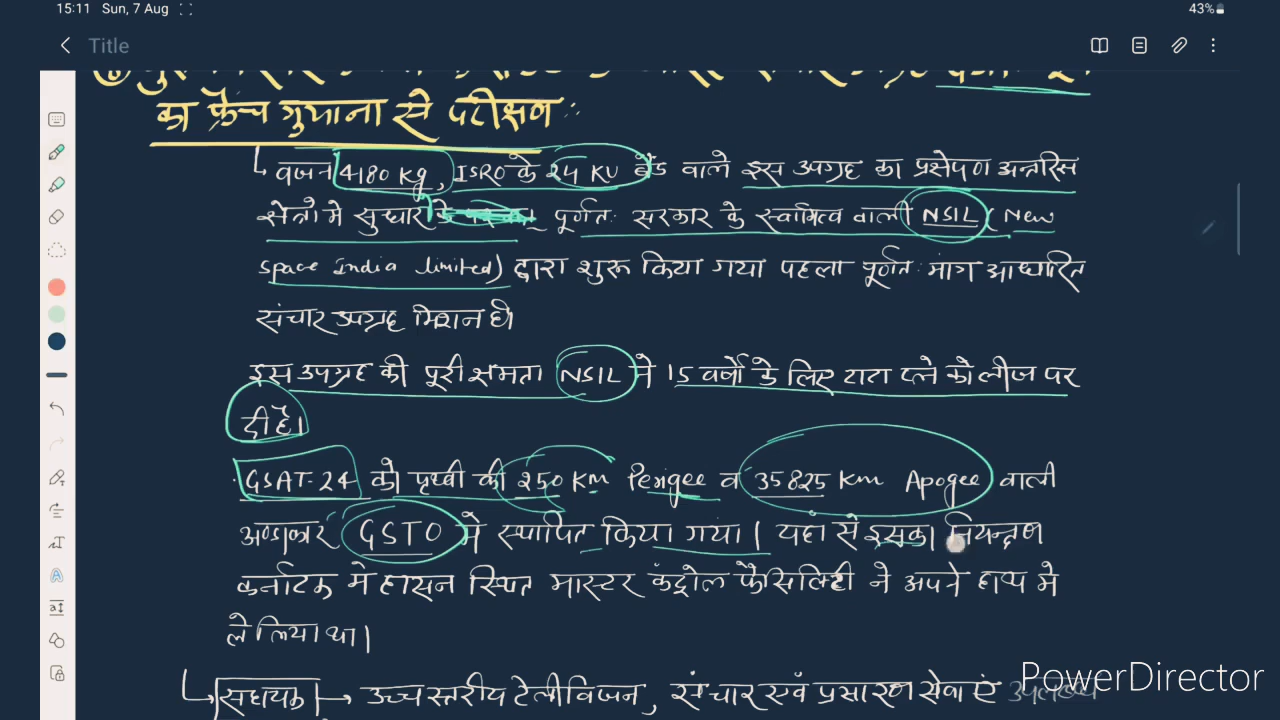 15:11 Sun, 7 Aug 43%
Title
का फ्रेंच गुयाना से परीक्षण :
वजन 4180 kg, ISRO के 24 KU बैंड वाले इस उपग्रह का प्रक्षेपण अन्तरिक्ष
क्षेत्रो मे सुधार के पूर्णतः सरकार के स्वामित्व वाली NSIL (New
Space India limited) द्वारा शुरू किया गया पहला पूर्णतः मांग आधारित
संचार उपग्रह मिशन है।
इस उपग्रह की पूरी क्षमता NSIL ने 15 वर्षो के लिए टाटा प्ले को लीज पर
दी है।
GSAT-24 को पृथ्वी की 250 Km Perigee व 35825 Km Apogee वाली
अण्डाकार GSTO मे स्थापित किया गया। यहां से इसका नियन्त्रण
कर्नाटक मे हासन स्थित मास्टर कंट्रोल फैसिलिटी ने अपने हाथ मे
ले लिया था।
सहायक → उच्च स्तरीय टेलीविजन, संचार एवं प्रसारण सेवाएं उपलब्ध
PowerDirector